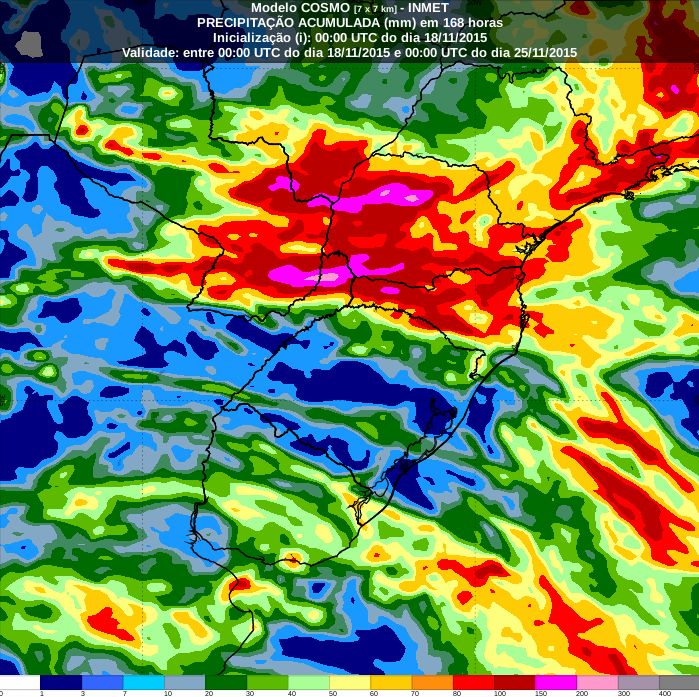 Modelo COSMO [7 x 7 km] - INMET
PRECIPITAÇÃO ACUMULADA (mm) em 168 horas
Inicialização (i): 00:00 UTC do dia 18/11/2015
Validade: entre 00:00 UTC do dia 18/11/2015 e 00:00 UTC do dia 25/11/2015
0 1 3 7 10 20 30 40 50 60 70 80 100 150 200 300 400